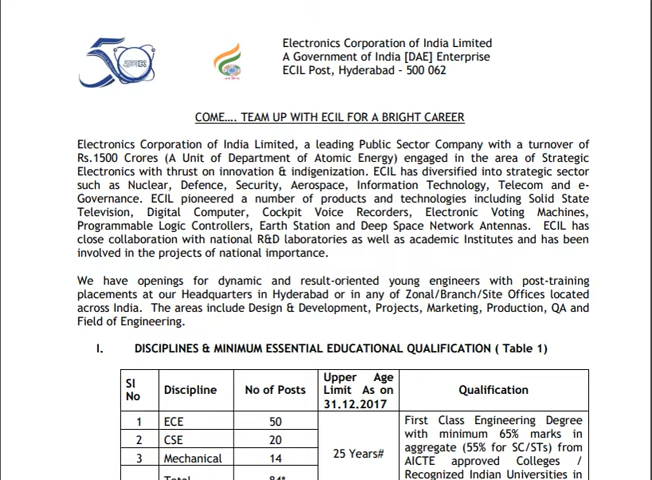 50
Electronics Corporation of India Limited
A Government of India [DAE] Enterprise
ECIL Post, Hyderabad - 500 062
COME…. TEAM UP WITH ECIL FOR A BRIGHT CAREER
Electronics Corporation of India Limited, a leading Public Sector Company with a turnover of
Rs.1500 Crores (A Unit of Department of Atomic Energy) engaged in the area of Strategic
Electronics with thrust on innovation & indigenization. ECIL has diversified into strategic sector
such as Nuclear, Defence, Security, Aerospace, Information Technology, Telecom and e-
Governance. ECIL pioneered a number of products and technologies including Solid State
Television, Digital Computer, Cockpit Voice Recorders, Electronic Voting Machines,
Programmable Logic Controllers, Earth Station and Deep Space Network Antennas. ECIL has
close collaboration with national R&D laboratories as well as academic Institutes and has been
involved in the projects of national importance.
We have openings for dynamic and result-oriented young engineers with post-training
placements at our Headquarters in Hyderabad or in any of Zonal/Branch/Site Offices located
across India. The areas include Design & Development, Projects, Marketing, Production, QA and
Field of Engineering.
I. DISCIPLINES & MINIMUM ESSENTIAL EDUCATIONAL QUALIFICATION ( Table 1)
Sl No Discipline No of Posts Upper Age Limit As on 31.12.2017 Qualification
1 ECE 50
2 CSE 20
3 Mechanical 14
Total 84*
25 Years#
First Class Engineering Degree
with minimum 65% marks in
aggregate (55% for SC/STs) from
AICTE approved Colleges /
Recognized Indian Universities in